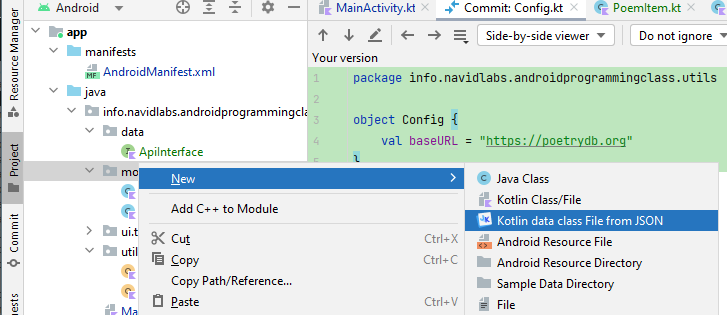 Android
MainActivity.kt
Commit: Config.kt
PoemItem.kt
Resource Manager
Project
Commit
app
manifests
AndroidManifest.xml
java
info.navidlabs.androidprogrammingcla
data
ApiInterface
mo
ui.t
util
Ma
Side-by-side viewer
Do not ignore
Your version
1 package info.navidlabs.androidprogrammingclass.utils
2
3 object Config {
4 val baseURL = "https://poetrydb.org"
5 }
New
Add C++ to Module
Cut Ctrl+X
Copy Ctrl+C
Copy Path/Reference...
Paste Ctrl+V
Java Class
Kotlin Class/File
Kotlin data class File from JSON
Android Resource File
Android Resource Directory
Sample Data Directory
File